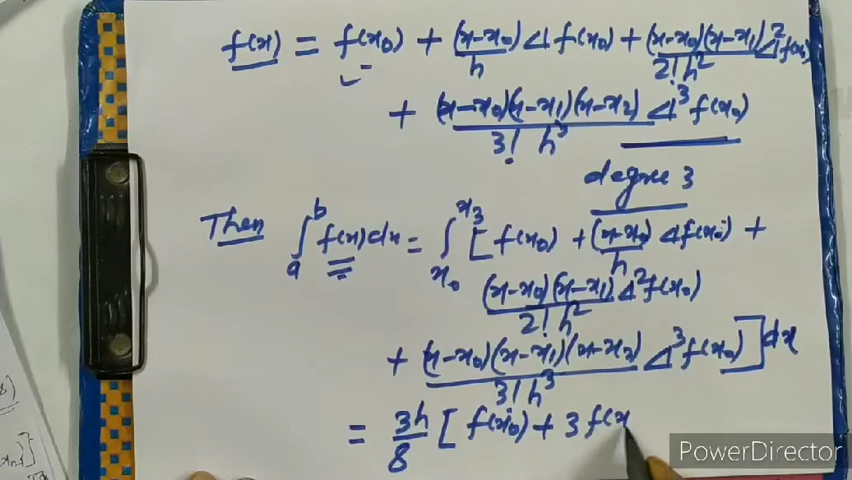 f(x) = f(x₀) + (x-x₀)/h Δf(x₀) + (x-x₀)(x-x₁)/2! h² Δ²f(x₀)
+ (x-x₀)(x-x₁)(x-x₂)/3! h³ Δ³f(x₀)
degree 3
Then ∫ₐᵇ f(x)dx = ∫ₓ₀ˣ³ [f(x₀) + (x-x₀)/h Δf(x₀) +
(x-x₀)(x-x₁)/2! h² Δ²f(x₀)
+ (x-x₀)(x-x₁)(x-x₂)/3! h³ Δ³f(x₀)]dx
= 3h/8 [f(x₀) + 3f(x
PowerDirector